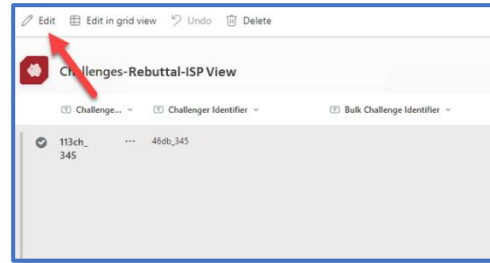 Edit Edit in grid view Undo Delete
Challenges-Rebuttal-ISP View
Challenge... Challenger Identifier Bulk Challenge Identifier
113ch_ ... 46db_345
345